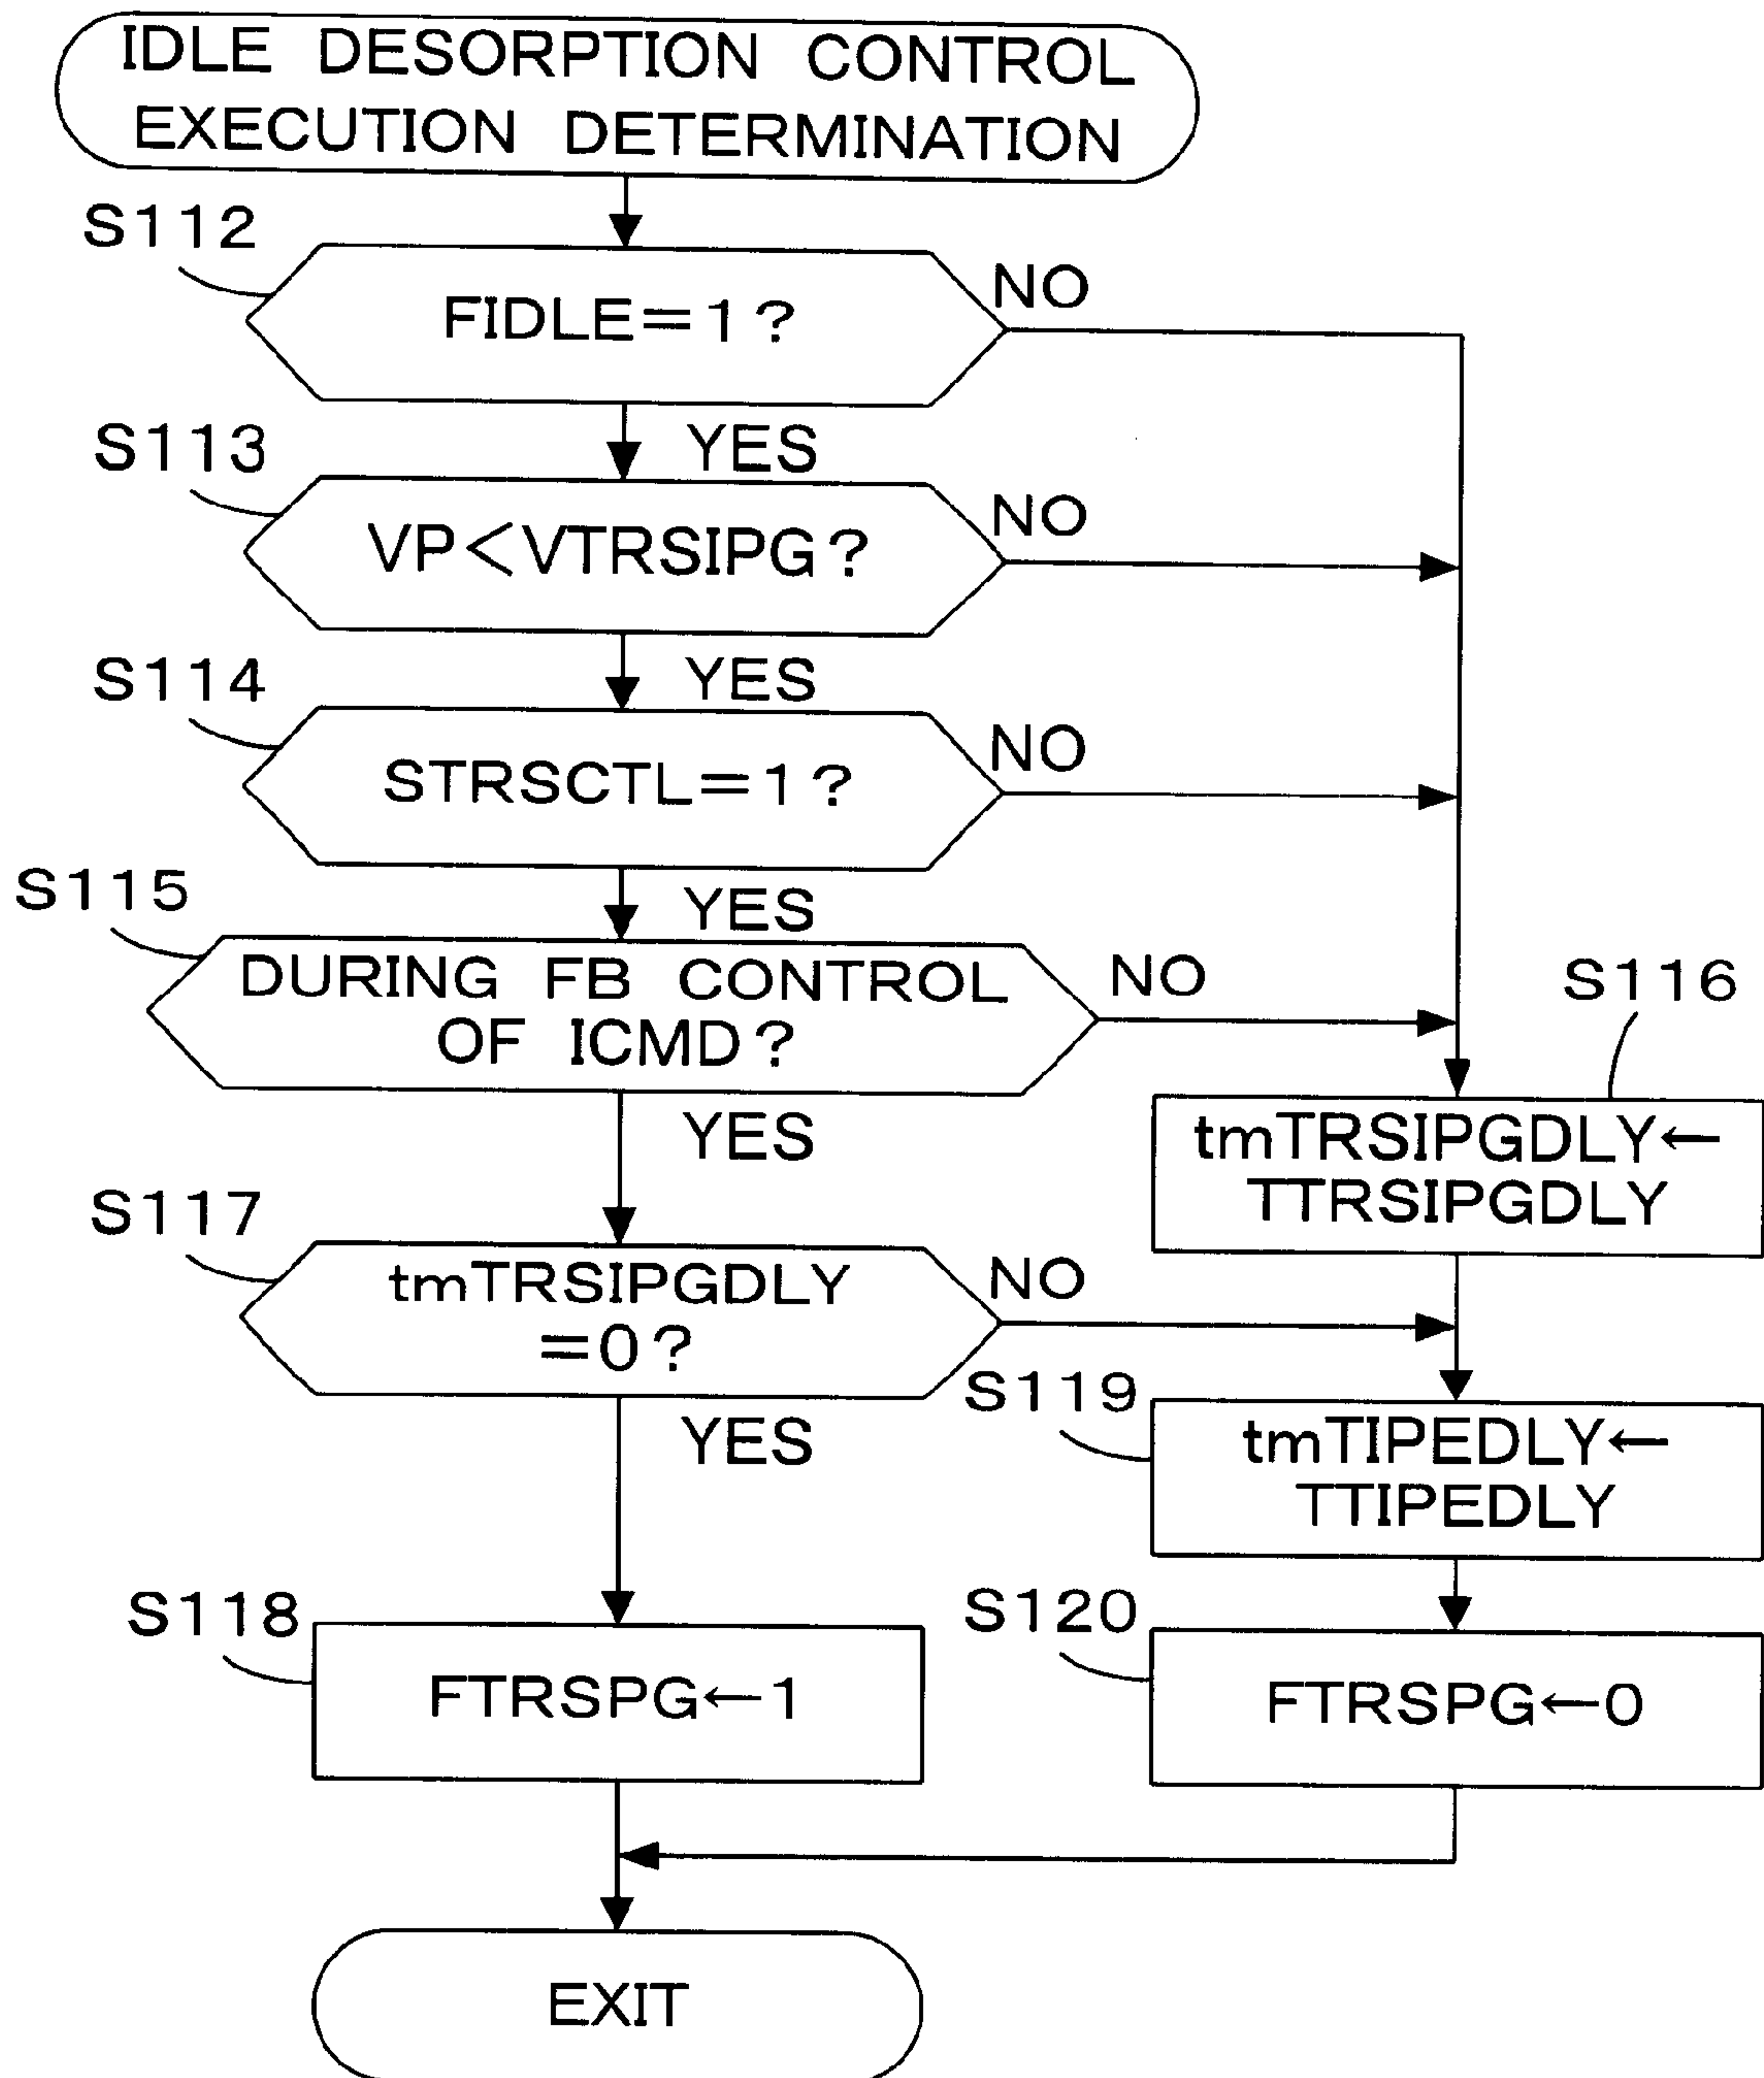 IDLE DESORPTION CONTROL
EXECUTION DETERMINATION
S112
FIDLE=1?
NO
YES
S113
VP<VTRSIPG?
NO
YES
S114
STRSCTL=1?
NO
YES
S115
DURING FB CONTROL
OF ICMD?
NO
YES
S116
tmTRSIPGDLY←
TTRSIPGDLY
S117
tmTRSIPGDLY
=0?
NO
YES
S119
tmTIPEDLY←
TTIPEDLY
S118
FTRSPG←1
S120
FTRSPG←0
EXIT